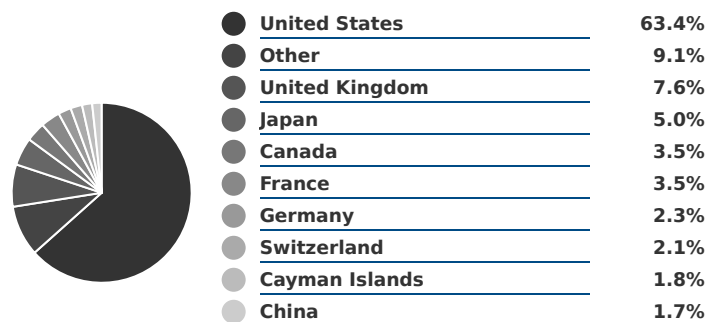 United States 63.4%
Other 9.1%
United Kingdom 7.6%
Japan 5.0%
Canada 3.5%
France 3.5%
Germany 2.3%
Switzerland 2.1%
Cayman Islands 1.8%
China 1.7%